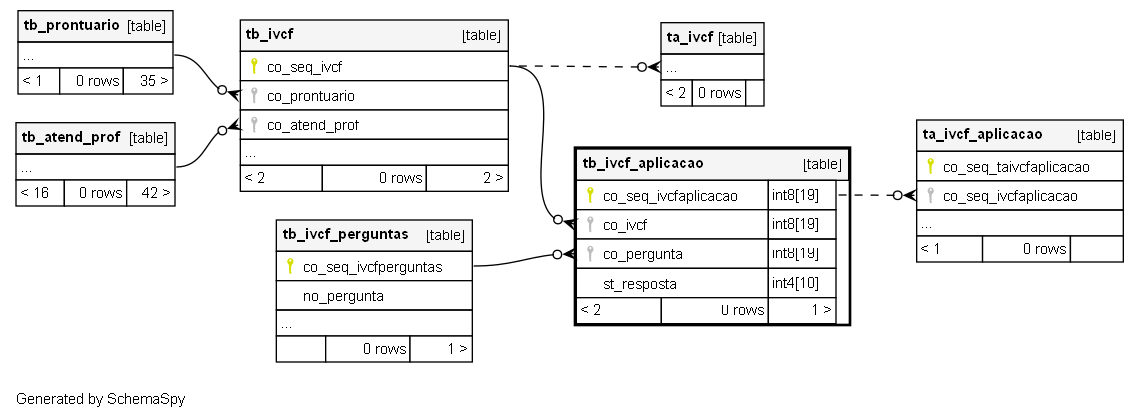 tb_prontuario [table]
...
< 1 0 rows 35 >
tb_atend_prof [table]
...
< 16 0 rows 42 >
tb_ivcf [table]
co_seq_ivcf
co_prontuario
co_atend_prof
...
< 2 0 rows 2 >
ta_ivcf [table]
...
< 2 0 rows
tb_ivcf_perguntas [table]
co_seq_ivcfperguntas
no_pergunta
...
0 rows 1 >
tb_ivcf_aplicacao [table]
co_seq_ivcfaplicacao int8[19]
co_ivcf int8[19]
co_pergunta int8[19]
st_resposta int4[10]
< 2 0 rows 1 >
ta_ivcf_aplicacao [table]
co_seq_taivcfaplicacao
co_seq_ivcfaplicacao
...
< 1 0 rows
Generated by SchemaSpy